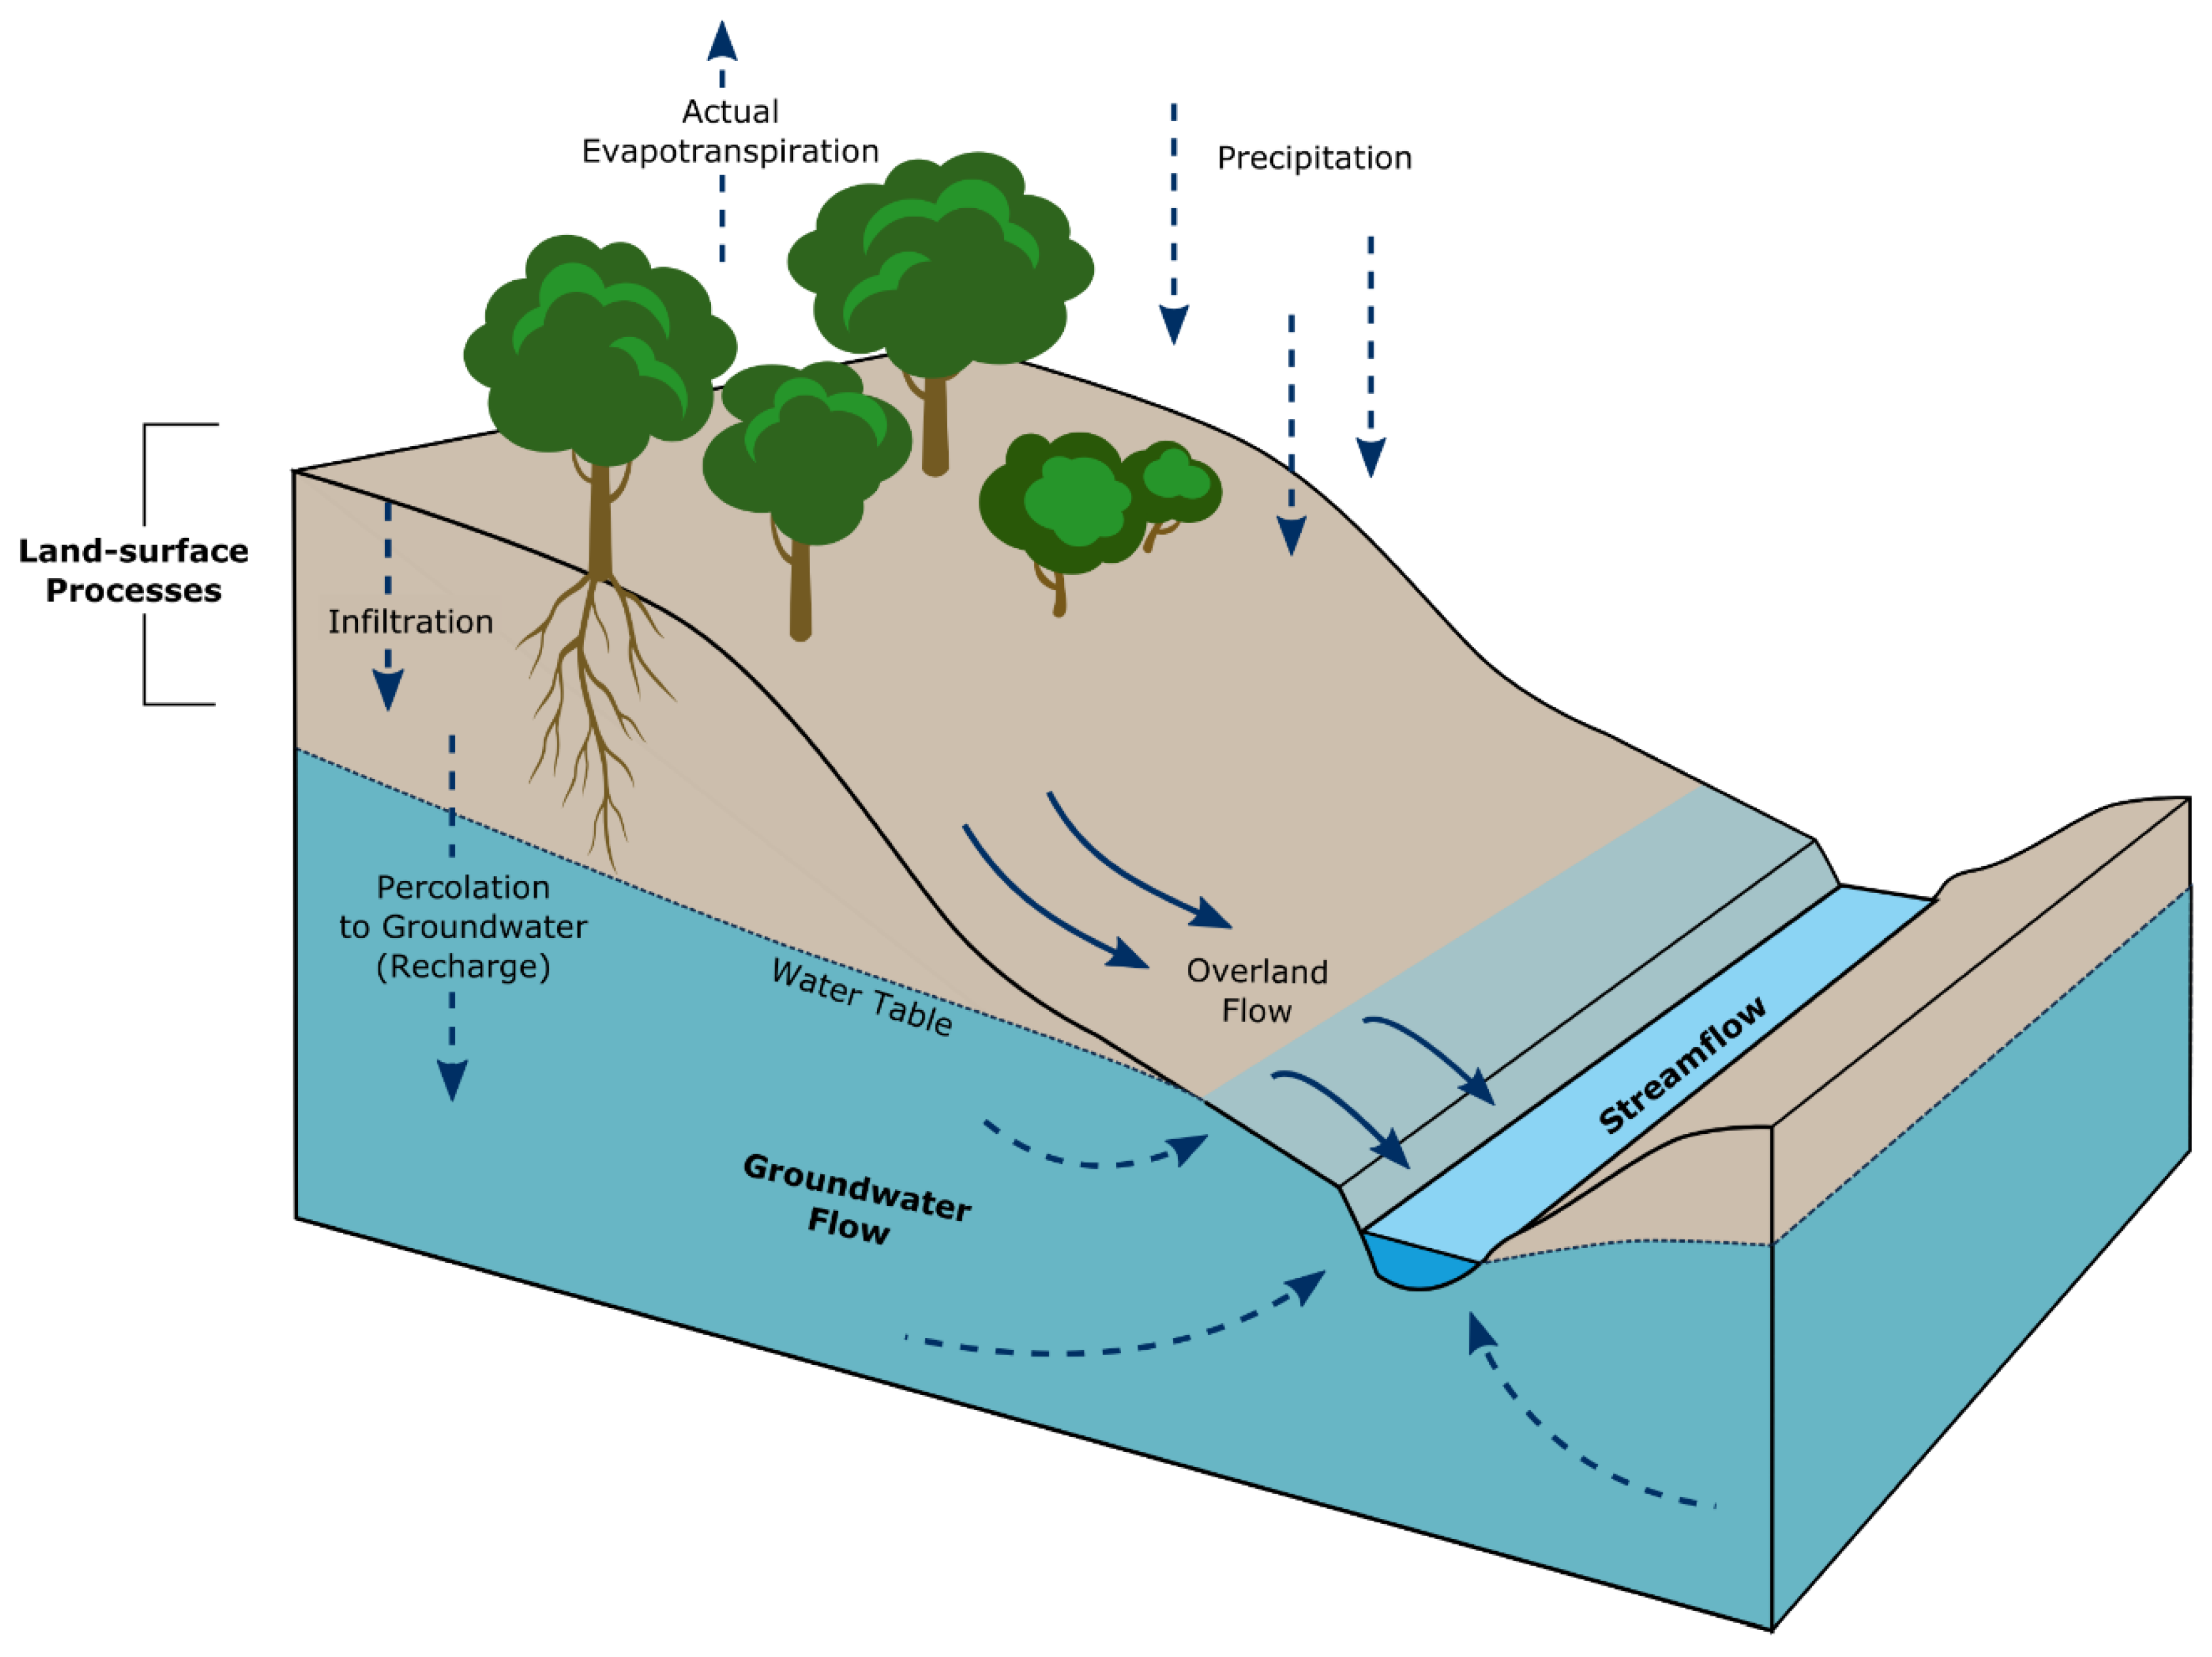 Actual
Evapotranspiration
Precipitation
Land-surface
Processes
Infiltration
Percolation
to Groundwater
(Recharge)
Water Table
Overland
Flow
Streamflow
Groundwater
Flow